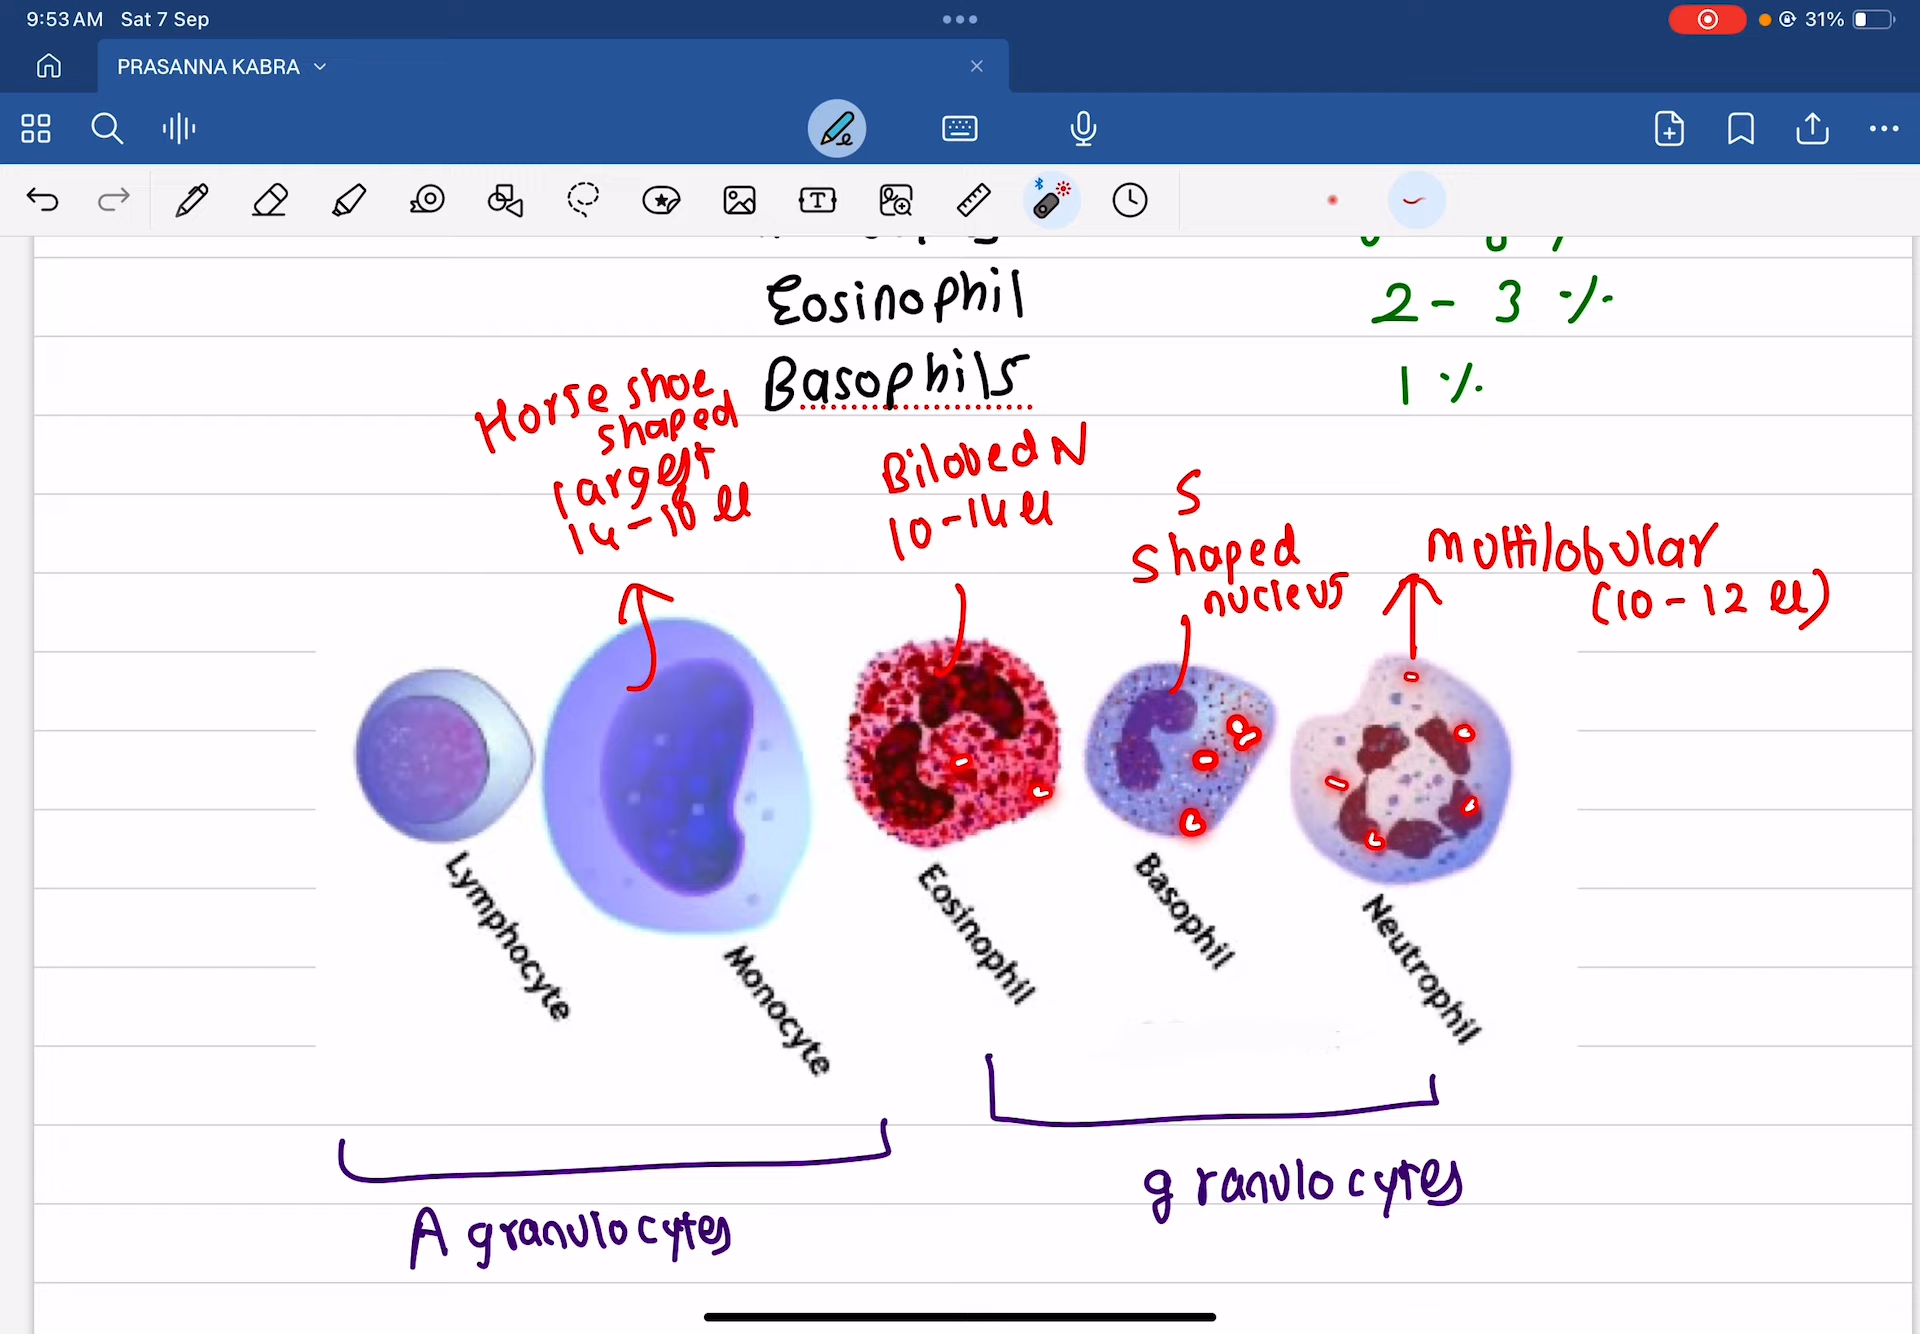 9:53 AM Sat 7 Sep
31%
PRASANNA KABRA
Eosinophil 2 - 3 %
Basophils 1 %
Horse shoe
shaped
largest
14-18 µ
Bilobed N
10-14 µ
S
shaped
nucleus
multilobular
(10-12 µ)
Lymphocyte
Monocyte
Eosinophil
Basophil
Neutrophil
A granulocytes
granulocytes